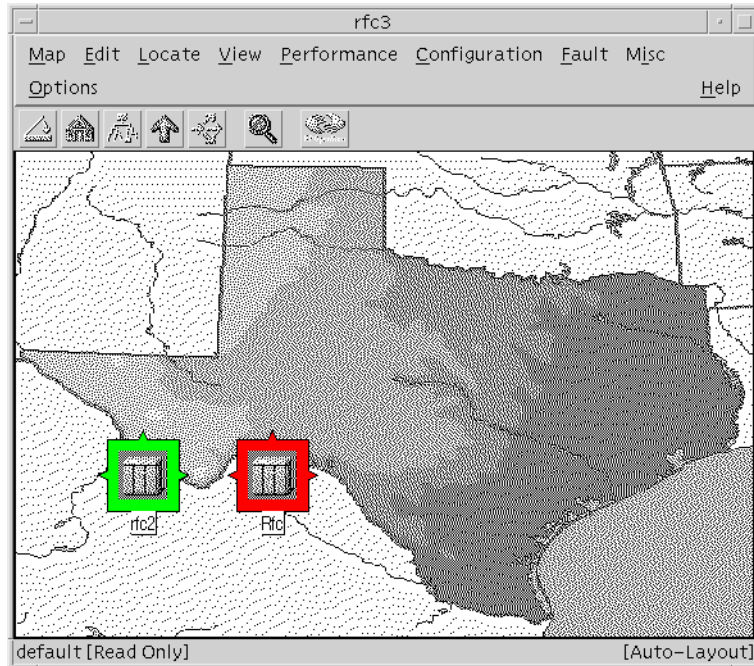 rfc3
Map Edit Locate View Performance Configuration Fault Misc
Options Help
rfc2 Rfc
default [Read Only] [Auto-Layout]